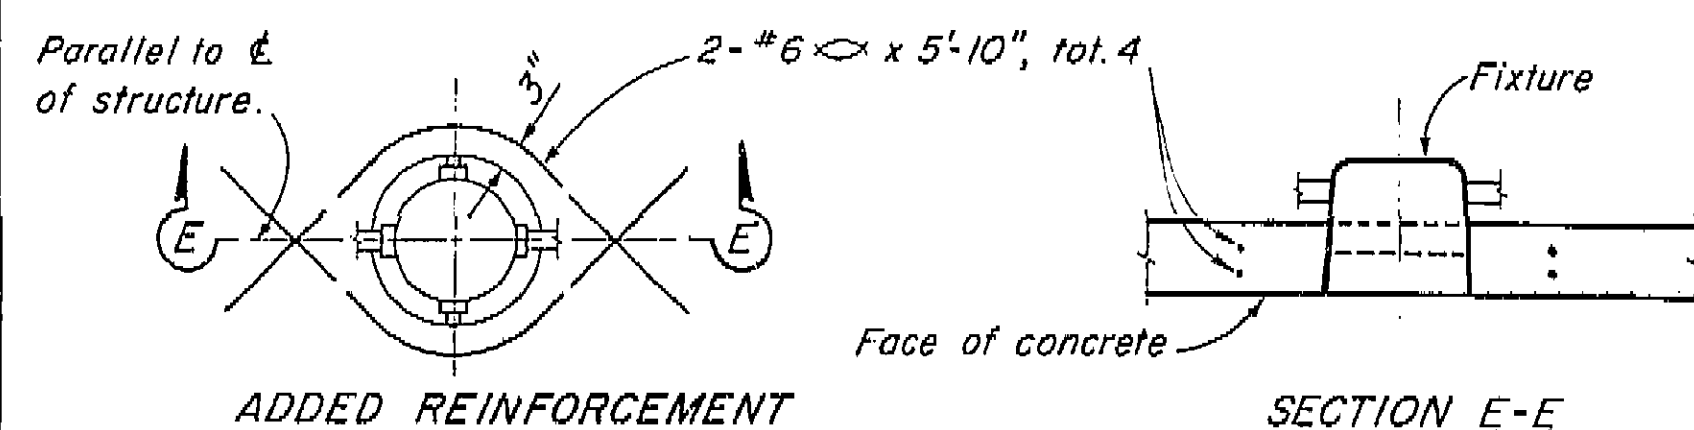 Parallel to ℄
of structure.
3"
2-#6 x 5'-10", tot. 4
Fixture
E
E
Face of concrete
ADDED REINFORCEMENT
SECTION E-E